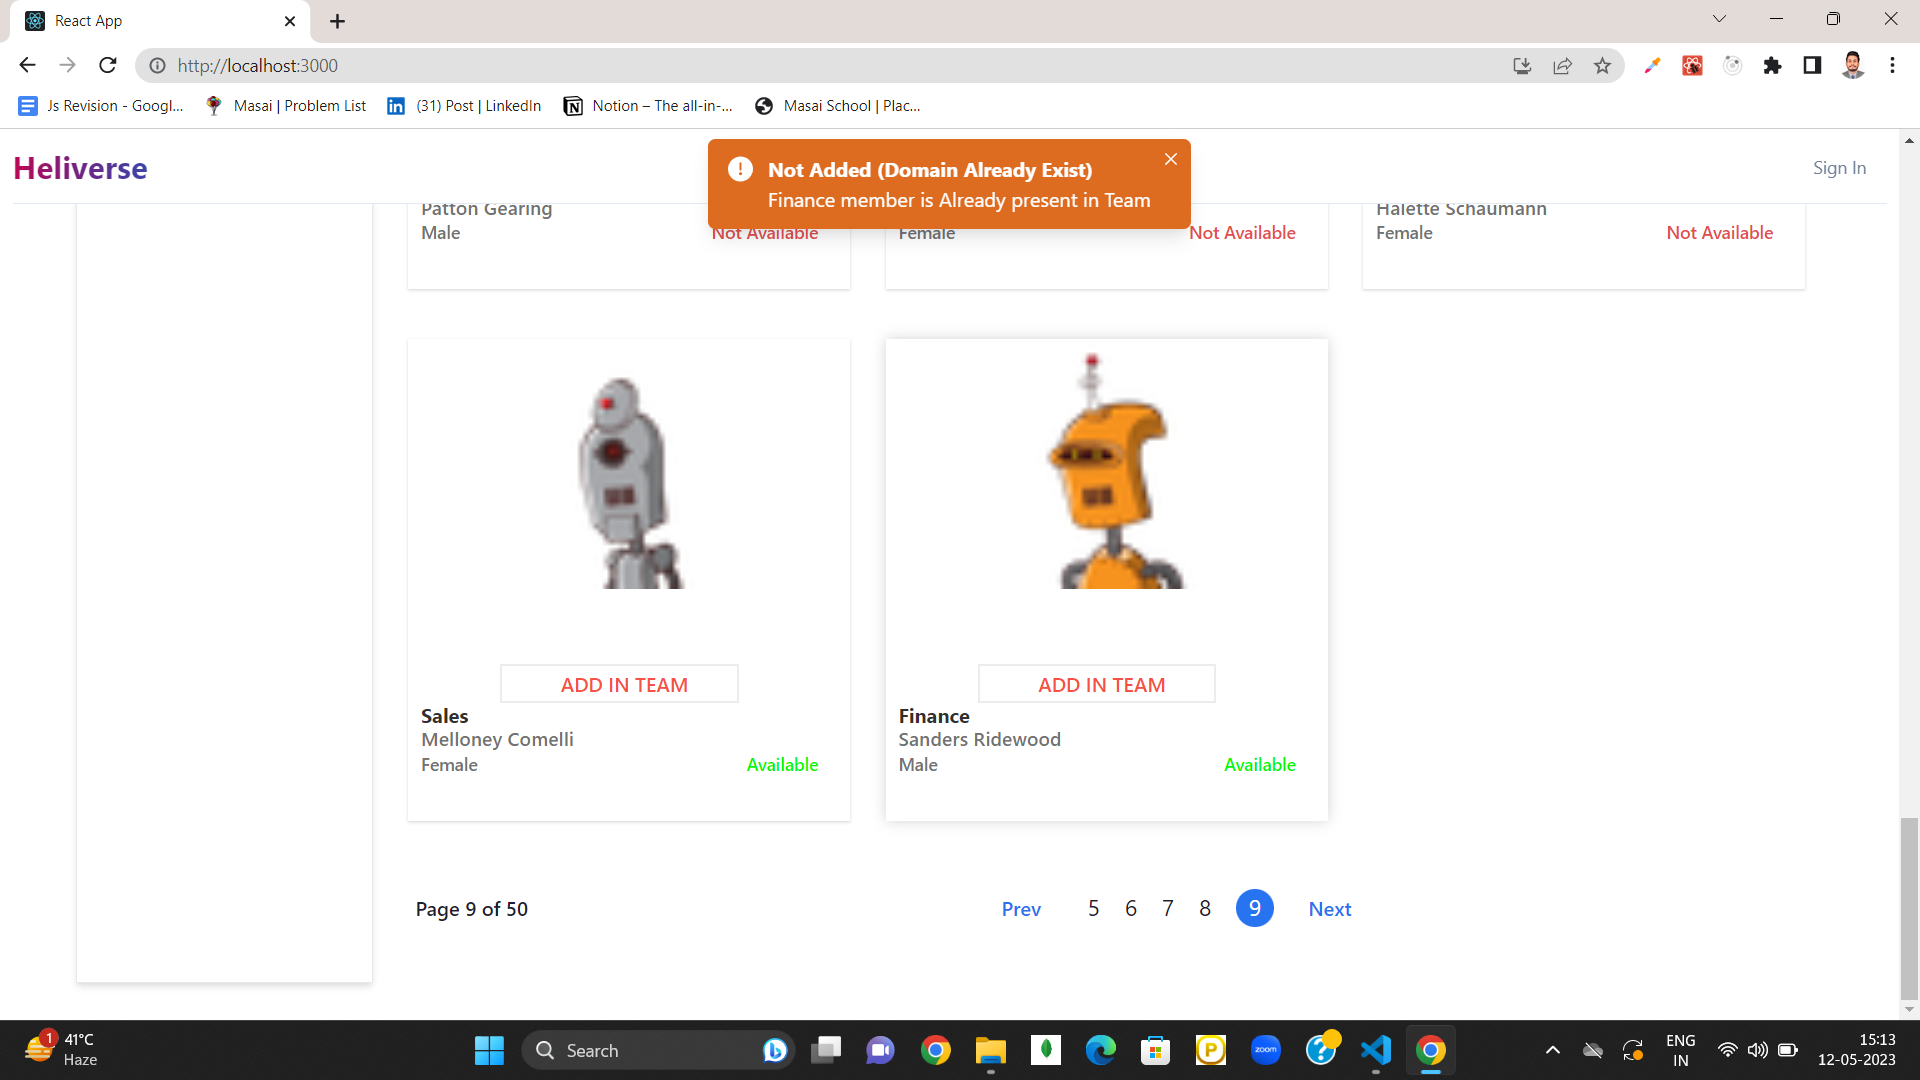 React App
http://localhost:3000
Js Revision - Googl...
Masai | Problem List
(31) Post | LinkedIn
Notion – The all-in-...
Masai School | Plac...
Heliverse
Not Added (Domain Already Exist)
Finance member is Already present in Team
Sign In
Patton Gearing
Male
Not Available
Female
Not Available
Halette Schaumann
Female
Not Available
ADD IN TEAM
Sales
Melloney Comelli
Female
Available
ADD IN TEAM
Finance
Sanders Ridewood
Male
Available
Page 9 of 50
Prev
5
6
7
8
9
Next
1
41°C
Haze
Search
zoom
ENG
IN
15:13
12-05-2023